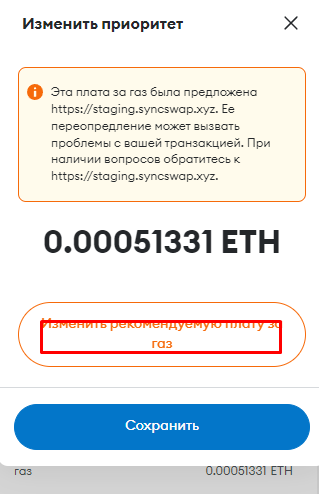 Изменить приоритет
Эта плата за газ была предложена
https://staging.syncswap.xyz. Ее
переопредление может вызвать
проблемы с вашей транзакцией. При
наличии вопросов обратитесь к
https://staging.syncswap.xyz.
0.00051331 ETH
Изменить рекомендуемую плату за
газ
Сохранить
газ 0.00051331 ETH